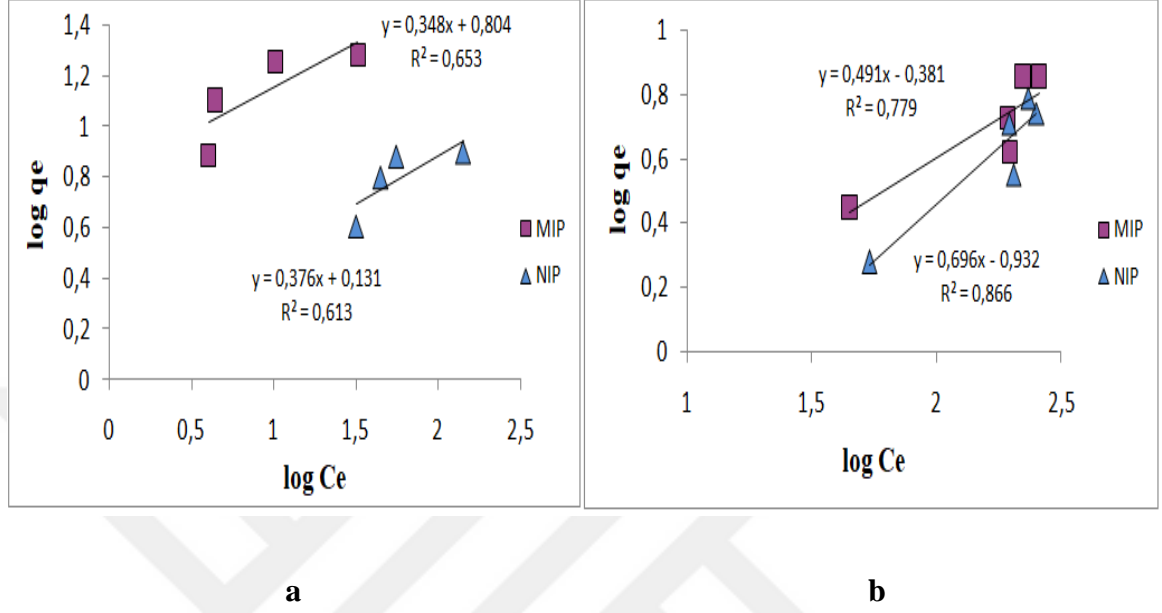 1,4
1,2
1
0,8
0,6
0,4
0,2
0
log qe
y = 0,348x + 0,804
R² = 0,653
MIP
NIP
y = 0,376x + 0,131
R² = 0,613
0 0,5 1 1,5 2 2,5
log Ce
a
1
0,8
0,6
0,4
0,2
0
log qe
y = 0,491x - 0,381
R² = 0,779
MIP
NIP
y = 0,696x - 0,932
R² = 0,866
1 1,5 2 2,5
log Ce
b